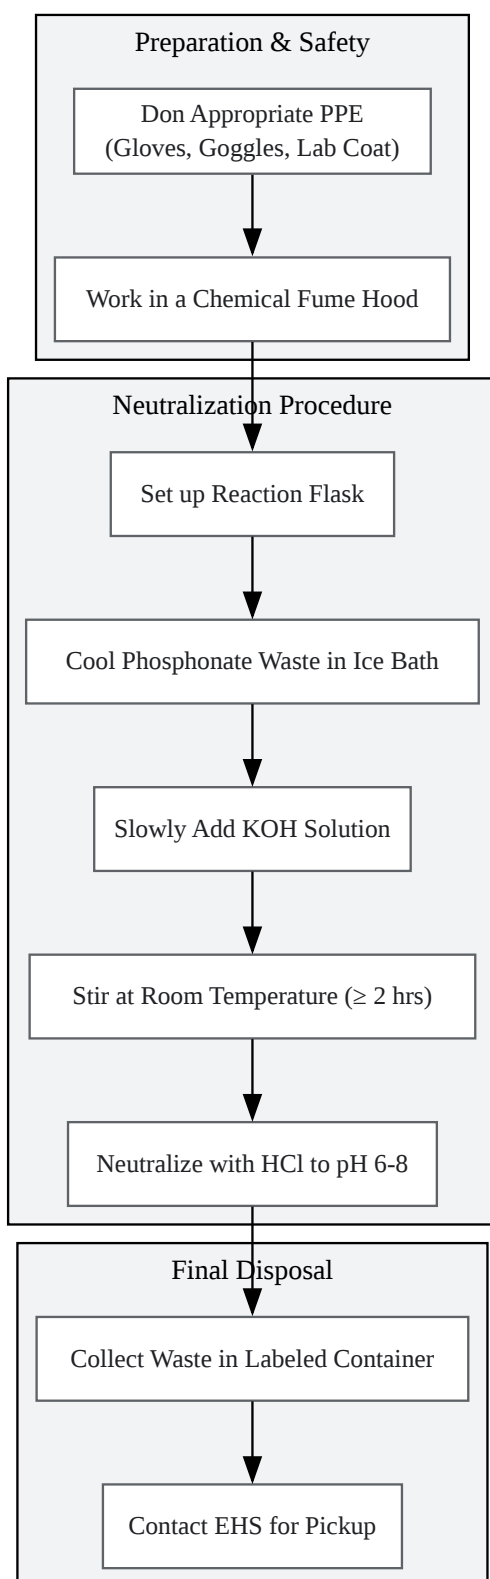 Preparation & Safety
Don Appropriate PPE
(Gloves, Goggles, Lab Coat)
Work in a Chemical Fume Hood
Neutralization Procedure
Set up Reaction Flask
Cool Phosphonate Waste in Ice Bath
Slowly Add KOH Solution
Stir at Room Temperature (≥ 2 hrs)
Neutralize with HCl to pH 6-8
Final Disposal
Collect Waste in Labeled Container
Contact EHS for Pickup